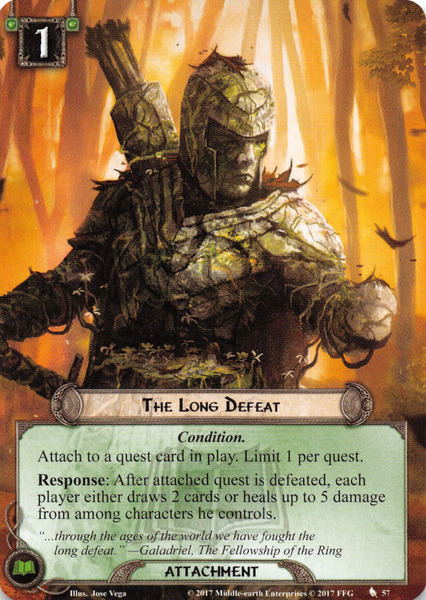 1
THE LONG DEFEAT
Condition.
Attach to a quest card in play. Limit 1 per quest.
Response: After attached quest is defeated, each
player either draws 2 cards or heals up to 5 damage
from among characters he controls.
“...through the ages of the world we have fought the
long defeat.” —Galadriel, The Fellowship of the Ring
ATTACHMENT
Illus. Jose Vega
© 2017 Middle-earth Enterprises © 2017 FFG
57